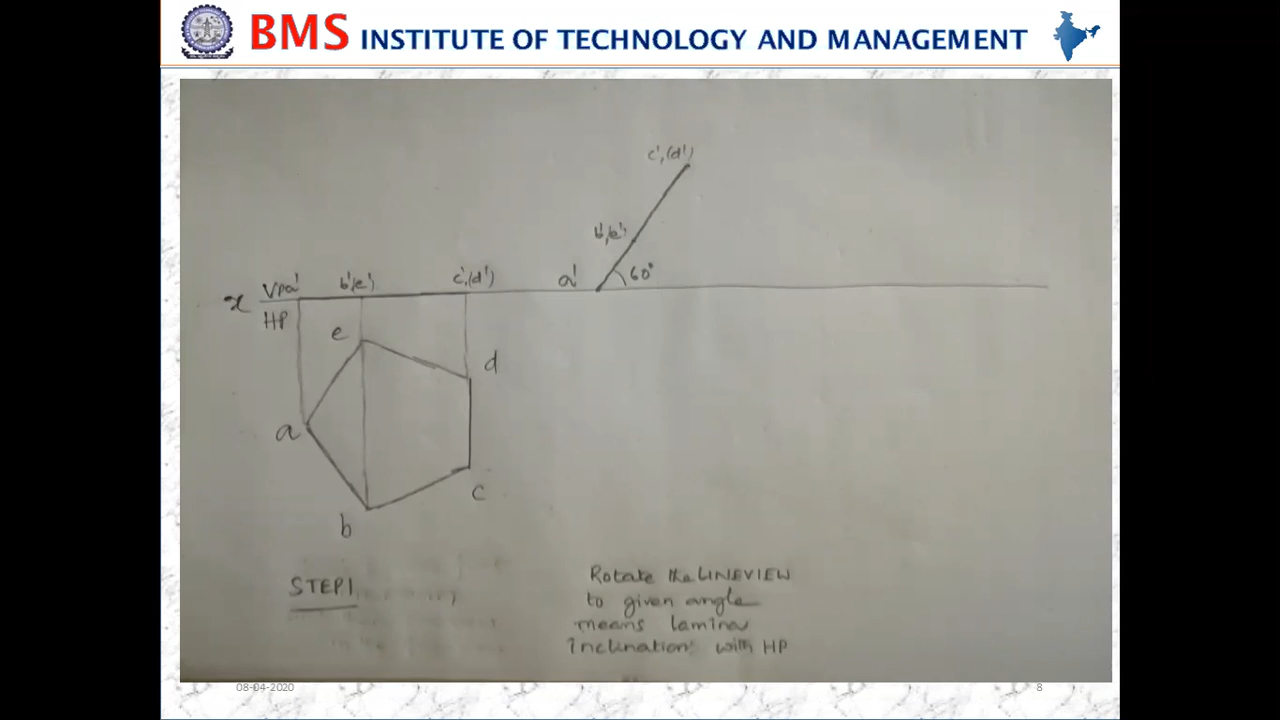 BMS INSTITUTE OF TECHNOLOGY AND MANAGEMENT
c',(d')
b',(e')
60°
a'
x
VP a'
b'(e')
c',(d')
HP
e
d
a
c
b
STEP1
Rotate the LINEVIEW
to given angle
means lamina
Inclination with HP
08-04-2020
8